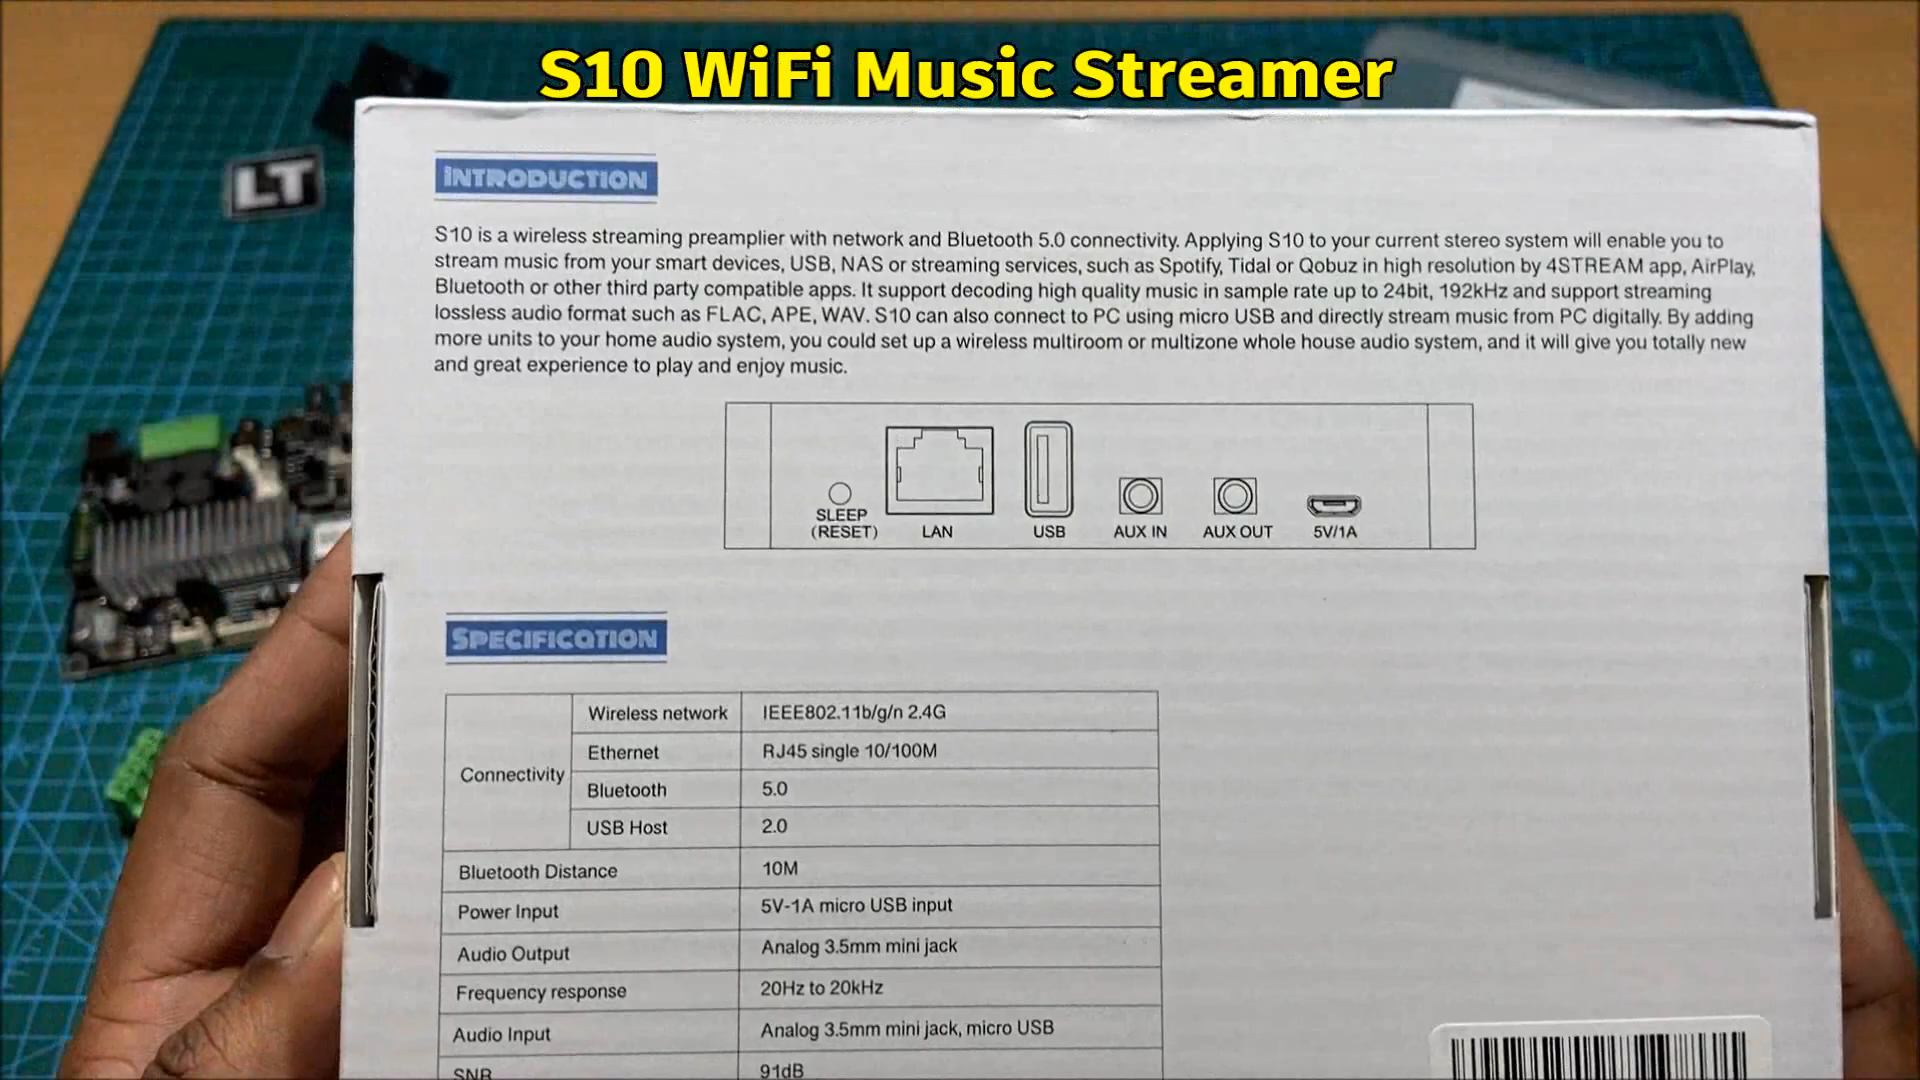 S10 WiFi Music Streamer
LT
INTRODUCTION
S10 is a wireless streaming preamplier with network and Bluetooth 5.0 connectivity. Applying S10 to your current stereo system will enable you to
stream music from your smart devices, USB, NAS or streaming services, such as Spotify, Tidal or Qobuz in high resolution by 4STREAM app, AirPlay,
Bluetooth or other third party compatible apps. It support decoding high quality music in sample rate up to 24bit, 192kHz and support streaming
lossless audio format such as FLAC, APE, WAV. S10 can also connect to PC using micro USB and directly stream music from PC digitally. By adding
more units to your home audio system, you could set up a wireless multiroom or multizone whole house audio system, and it will give you totally new
and great experience to play and enjoy music.
SLEEP
(RESET)
LAN
USB
AUX IN
AUX OUT
5V/1A
SPECIFICATION
Connectivity
Wireless network IEEE802.11b/g/n 2.4G
Ethernet RJ45 single 10/100M
Bluetooth 5.0
USB Host 2.0
Bluetooth Distance 10M
Power Input 5V-1A micro USB input
Audio Output Analog 3.5mm mini jack
Frequency response 20Hz to 20kHz
Audio Input Analog 3.5mm mini jack, micro USB
SNR 91dB